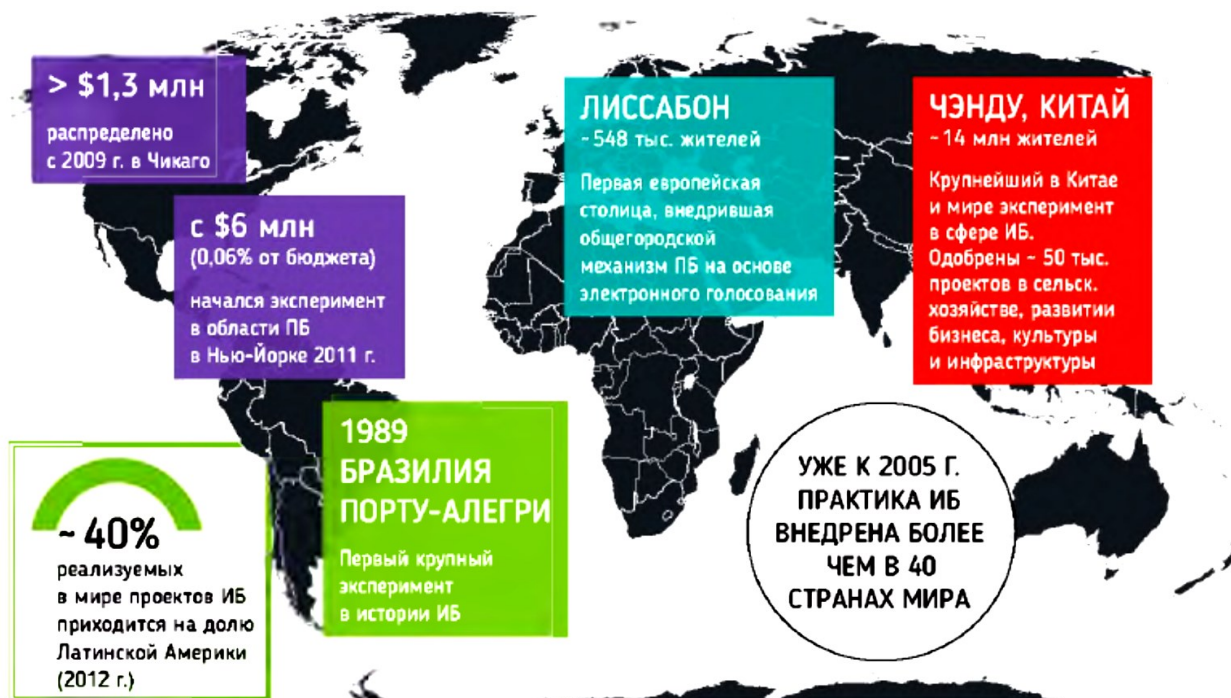 > $1,3 млн
распределено
с 2009 г. в Чикаго
с $6 млн
(0,06% от бюджета)
начался эксперимент
в области ПБ
в Нью-Йорке 2011 г.
ЛИССАБОН
~548 тыс. жителей
Первая европейская
столица, внедрившая
общегородской
механизм ПБ на основе
электронного голосования
ЧЭНДУ, КИТАЙ
~14 млн жителей
Крупнейший в Китае
и мире эксперимент
в сфере ИБ.
Одобрены ~ 50 тыс.
проектов в сельск.
хозяйстве, развитии
бизнеса, культуры
и инфраструктуры
1989
БРАЗИЛИЯ
ПОРТУ-АЛЕГРИ
Первый крупный
эксперимент
в истории ИБ
~ 40%
реализуемых
в мире проектов ИБ
приходится на долю
Латинской Америки
(2012 г.)
УЖЕ К 2005 Г.
ПРАКТИКА ИБ
ВНЕДРЕНА БОЛЕЕ
ЧЕМ В 40
СТРАНАХ МИРА